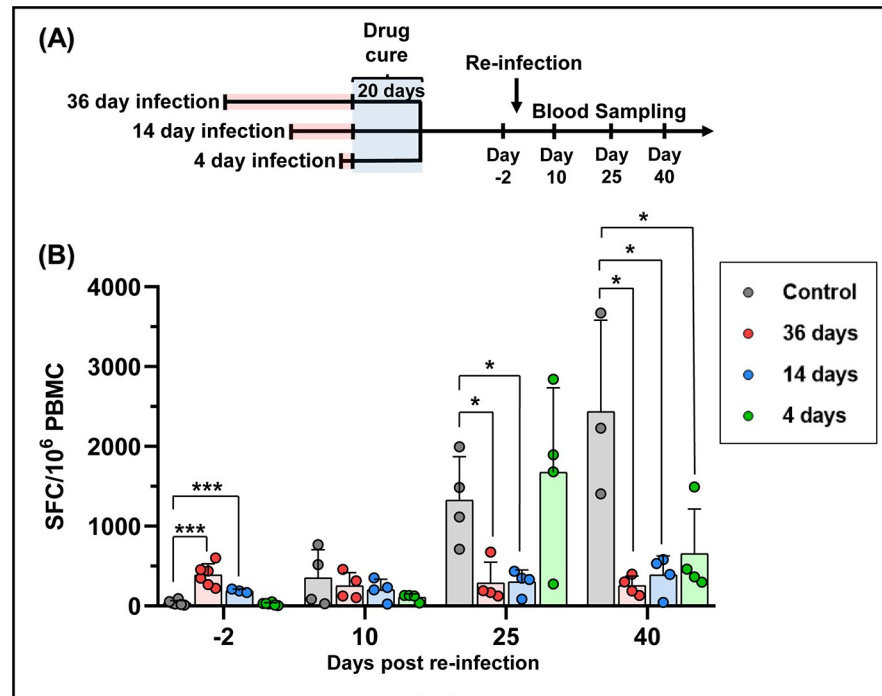 (A)
Drug
cure
20 days
Re-infection
36 day infection
14 day infection
4 day infection
Blood Sampling
Day
-2
Day
10
Day
25
Day
40
(B)
SFC/10⁶ PBMC
4000
3000
2000
1000
0
***
***
*
*
*
*
*
-2
10
25
40
Days post re-infection
Control
36 days
14 days
4 days